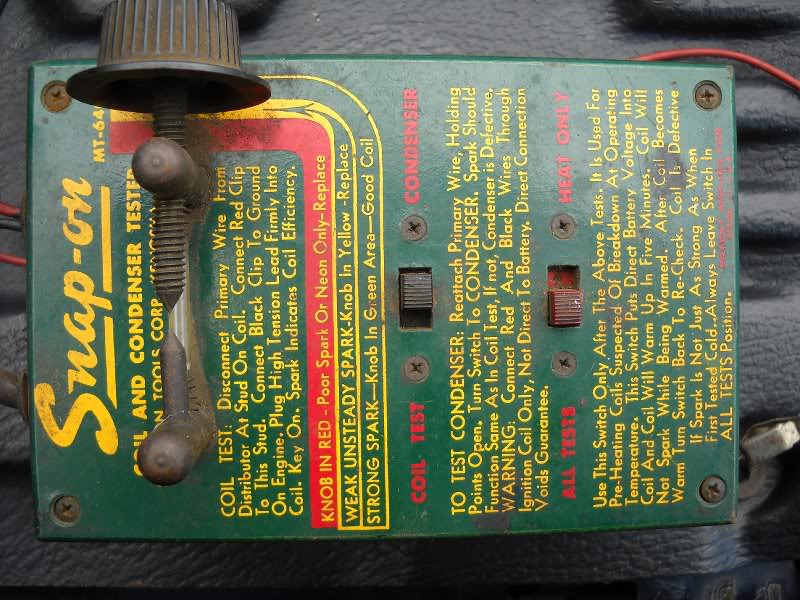 Snap-on
MT-64
COIL AND CONDENSER TESTER
ON TOOLS CORP.
COIL TEST: Disconnect Primary Wire From
Distributor At Stud On Coil. Connect Red Clip
To This Stud. Connect Black Clip To Ground
On Engine. Plug High Tension Lead Firmly Into
Coil. Key On. Spark Indicates Coil Efficiency.
KNOB IN RED - Poor Spark Or Neon Only-Replace
WEAK UNSTEADY SPARK-Knob In Yellow-Replace
STRONG SPARK-Knob In Green Area-Good Coil
COIL TEST CONDENSER
TO TEST CONDENSER: Reattach Primary Wire, Holding
Points Open. Turn Switch To CONDENSER. Spark Should
Function Same As In Coil Test, If not, Condenser is Defective.
WARNING: Connect Red And Black Wires Through
Ignition Coil Only, Not Direct To Battery. Direct Connection
Voids Guarantee.
ALL TESTS HEAT ONLY
Use This Switch Only After The Above Tests. It Is Used For
Pre-Heating Coils Suspected Of Breakdown At Operating
Temperature. This Switch Puts Direct Battery Voltage Into
Coil And Coil Will Warm Up In Five Minutes. Coil Will
Not Spark While Being Warmed. After Coil Becomes
Warm Turn Switch Back To Re-Check. Coil Is Defective
If Spark Is Not Just As Strong As When
First Tested Cold. Always Leave Switch In
ALL TESTS Position.